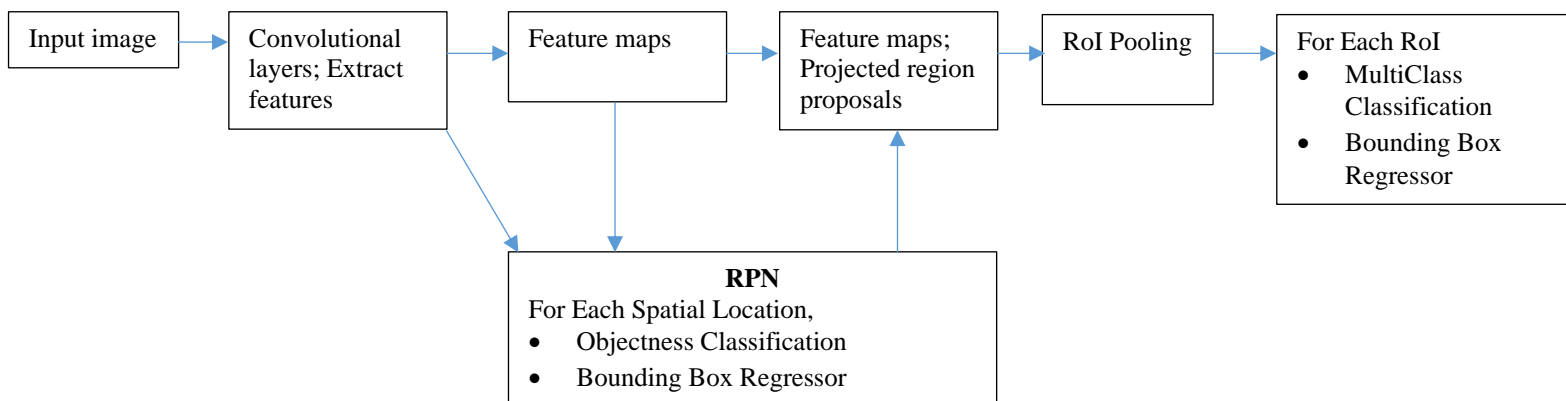 Input image
Convolutional
layers; Extract
features
Feature maps
Feature maps;
Projected region
proposals
RoI Pooling
For Each RoI
• MultiClass
Classification
• Bounding Box
Regressor
RPN
For Each Spatial Location,
• Objectness Classification
• Bounding Box Regressor